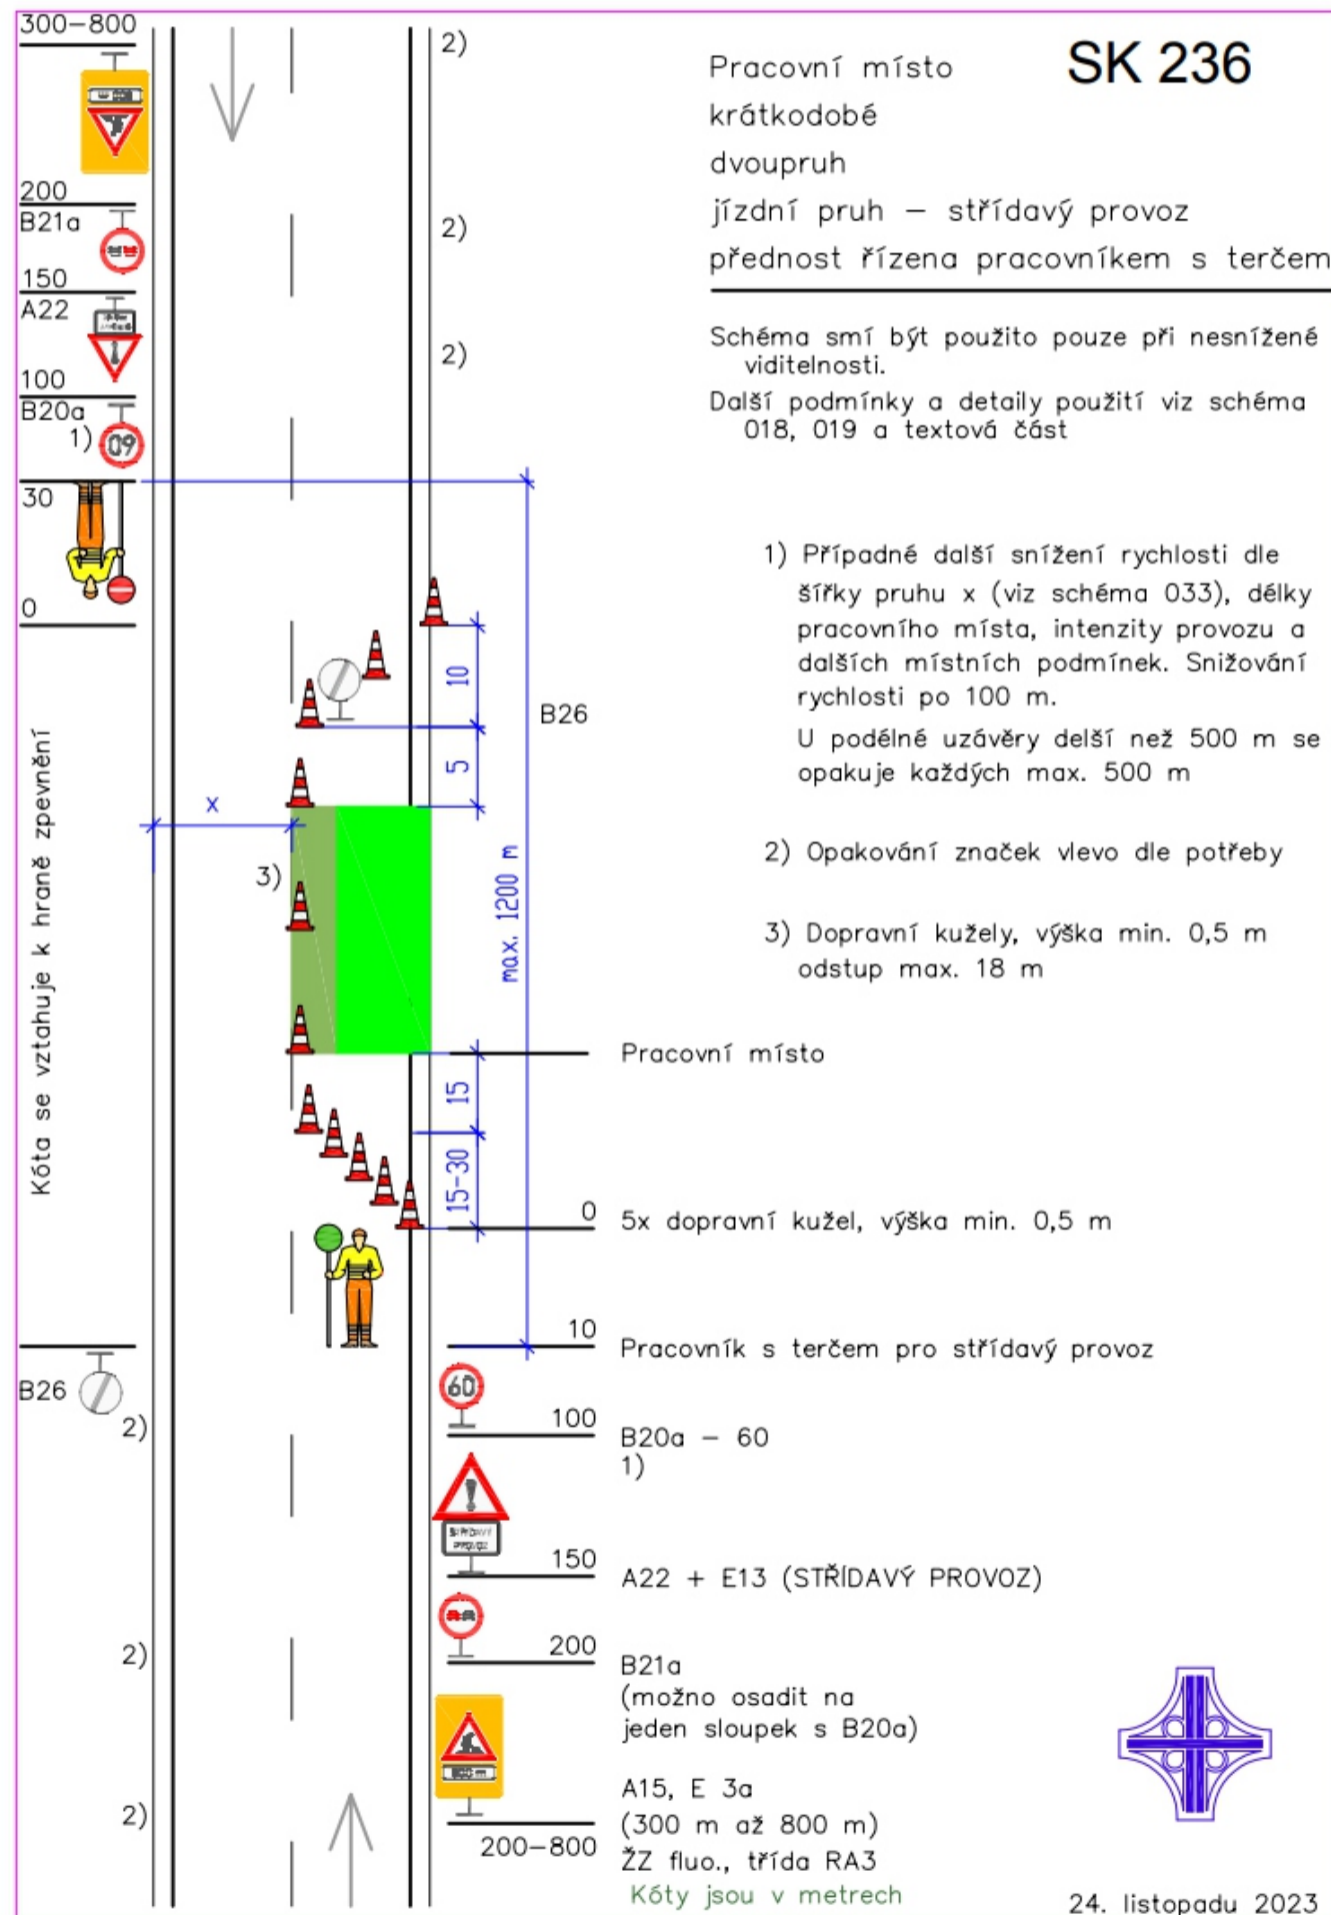 300-800
2)
Pracovní místo
SK 236
krátkodobé
dvoupruh
jízdní pruh – střídavý provoz
přednost řízena pracovníkem s terčem
200
B21a
2)
150
A22
2)
100
B20a
1)
60
30
0
Schéma smí být použito pouze při nesnížené
viditelnosti.
Další podmínky a detaily použití viz schéma
018, 019 a textová část
1) Případné další snížení rychlosti dle
šířky pruhu x (viz schéma 033), délky
pracovního místa, intenzity provozu a
dalších místních podmínek. Snižování
rychlosti po 100 m.
U podélné uzávěry delší než 500 m se
opakuje každých max. 500 m
2) Opakování značek vlevo dle potřeby
3) Dopravní kužely, výška min. 0,5 m
odstup max. 18 m
10
B26
5
x
3)
max. 1200 m
Kóta se vztahuje k hraně zpevnění
Pracovní místo
15
15-30
0
5x dopravní kužel, výška min. 0,5 m
10
Pracovník s terčem pro střídavý provoz
B26
2)
60
100
B20a – 60
1)
STŘÍDAVÝ
PROVOZ
150
A22 + E13 (STŘÍDAVÝ PROVOZ)
2)
200
B21a
(možno osadit na
jeden sloupek s B20a)
2)
A15, E 3a
(300 m až 800 m)
200-800
ŽZ fluo., třída RA3
Kóty jsou v metrech
24. listopadu 2023